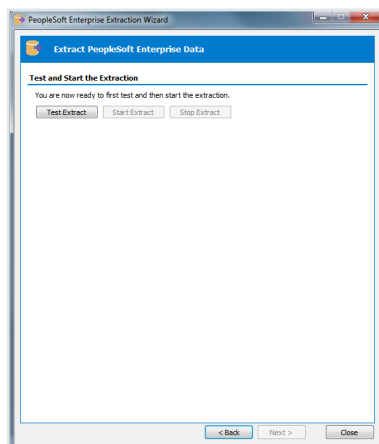 PeopleSoft Enterprise Extraction Wizard
Extract PeopleSoft Enterprise Data
Test and Start the Extraction
You are now ready to first test and then start the extraction.
Test Extract Start Extract Stop Extract
< Back Next > Close